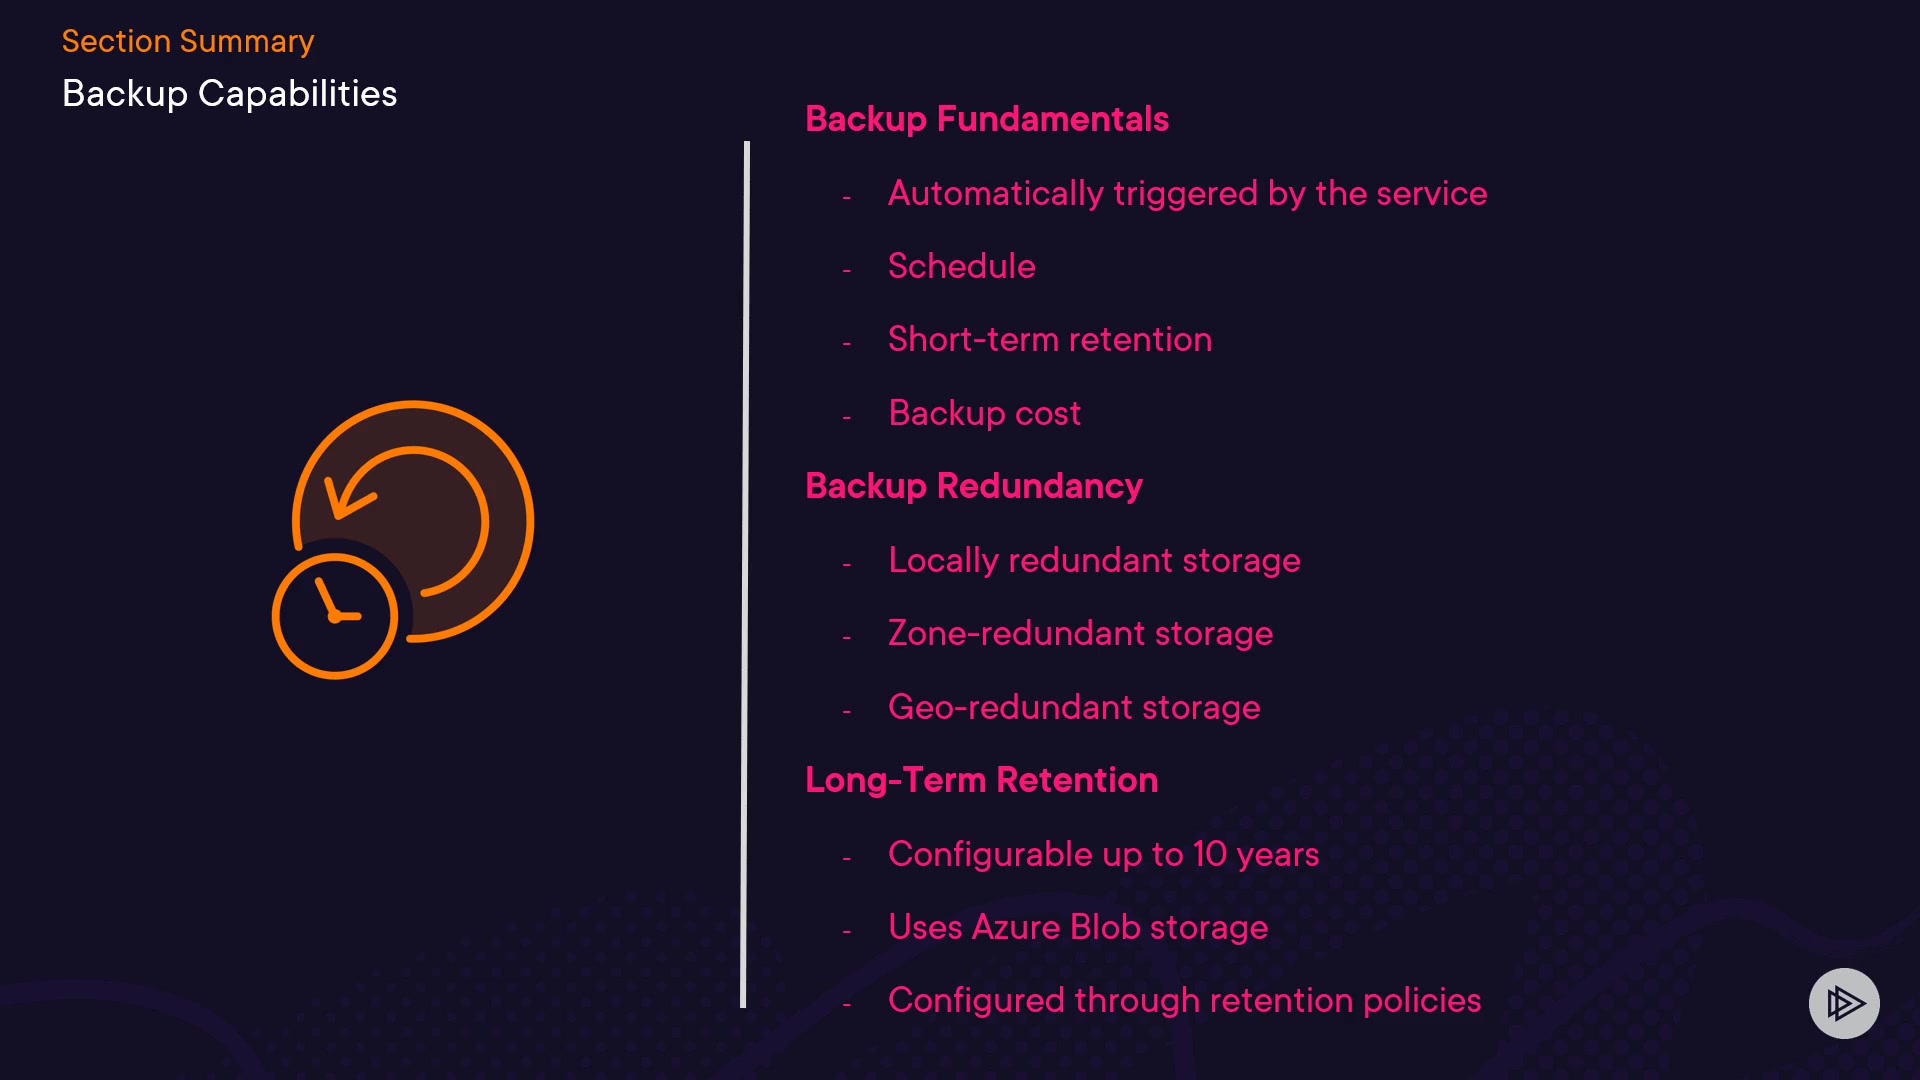 Section Summary
Backup Capabilities
Backup Fundamentals
- Automatically triggered by the service
- Schedule
- Short-term retention
- Backup cost
Backup Redundancy
- Locally redundant storage
- Zone-redundant storage
- Geo-redundant storage
Long-Term Retention
- Configurable up to 10 years
- Uses Azure Blob storage
- Configured through retention policies